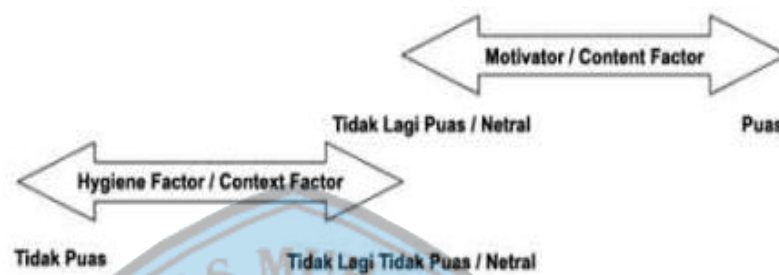 Motivator / Content Factor
Tidak Lagi Puas / Netral
Puas
Hygiene Factor / Context Factor
Tidak Puas
Tidak Lagi Tidak Puas / Netral